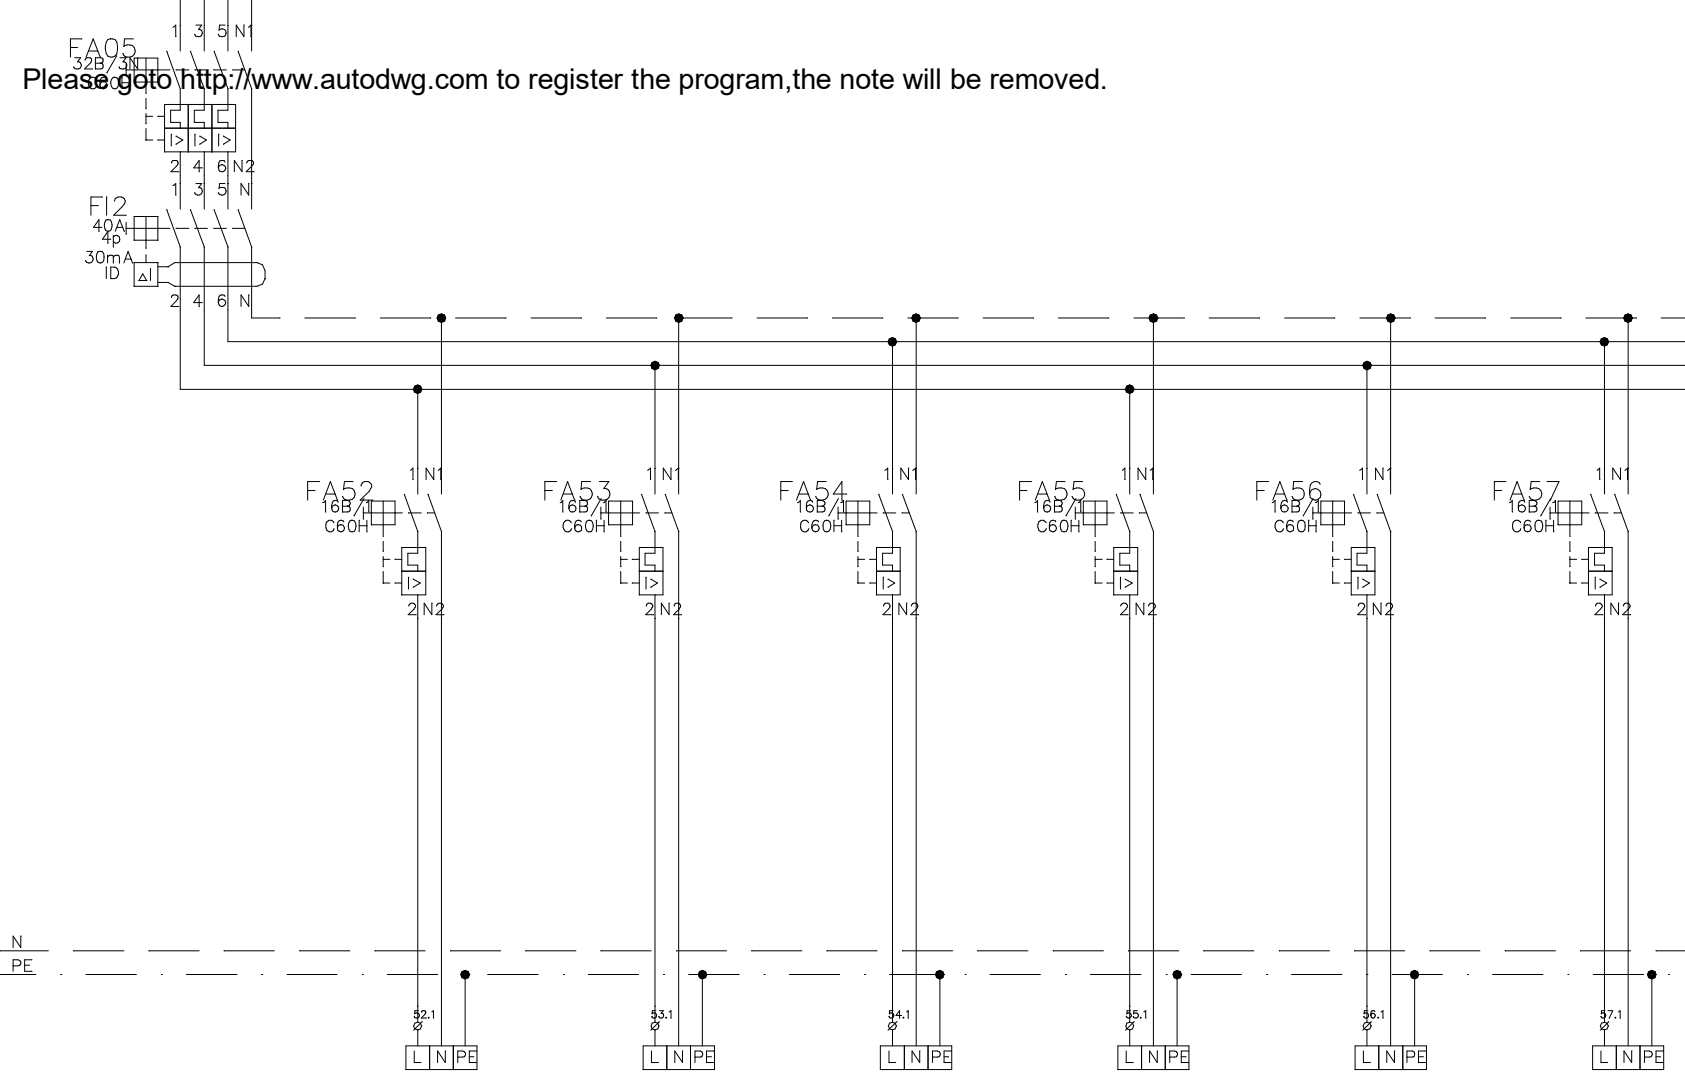 1 3 5 N1
FA05
32B/3N
C60H
Please goto http://www.autodwg.com to register the program,the note will be removed.
I> I> I>
2 4 6 N2
1 3 5 N
FI2
40A
4p
30mA
ID
ΔI
2 4 6 N
1 N1 1 N1 1 N1 1 N1 1 N1 1 N1
FA52 FA53 FA54 FA55 FA56 FA57
16B/1 16B/1 16B/1 16B/1 16B/1 16B/1
C60H C60H C60H C60H C60H C60H
I> I> I> I> I> I>
2 N2 2 N2 2 N2 2 N2 2 N2 2 N2
N
PE
52.1 53.1 54.1 55.1 56.1 57.1
L N PE L N PE L N PE L N PE L N PE L N PE